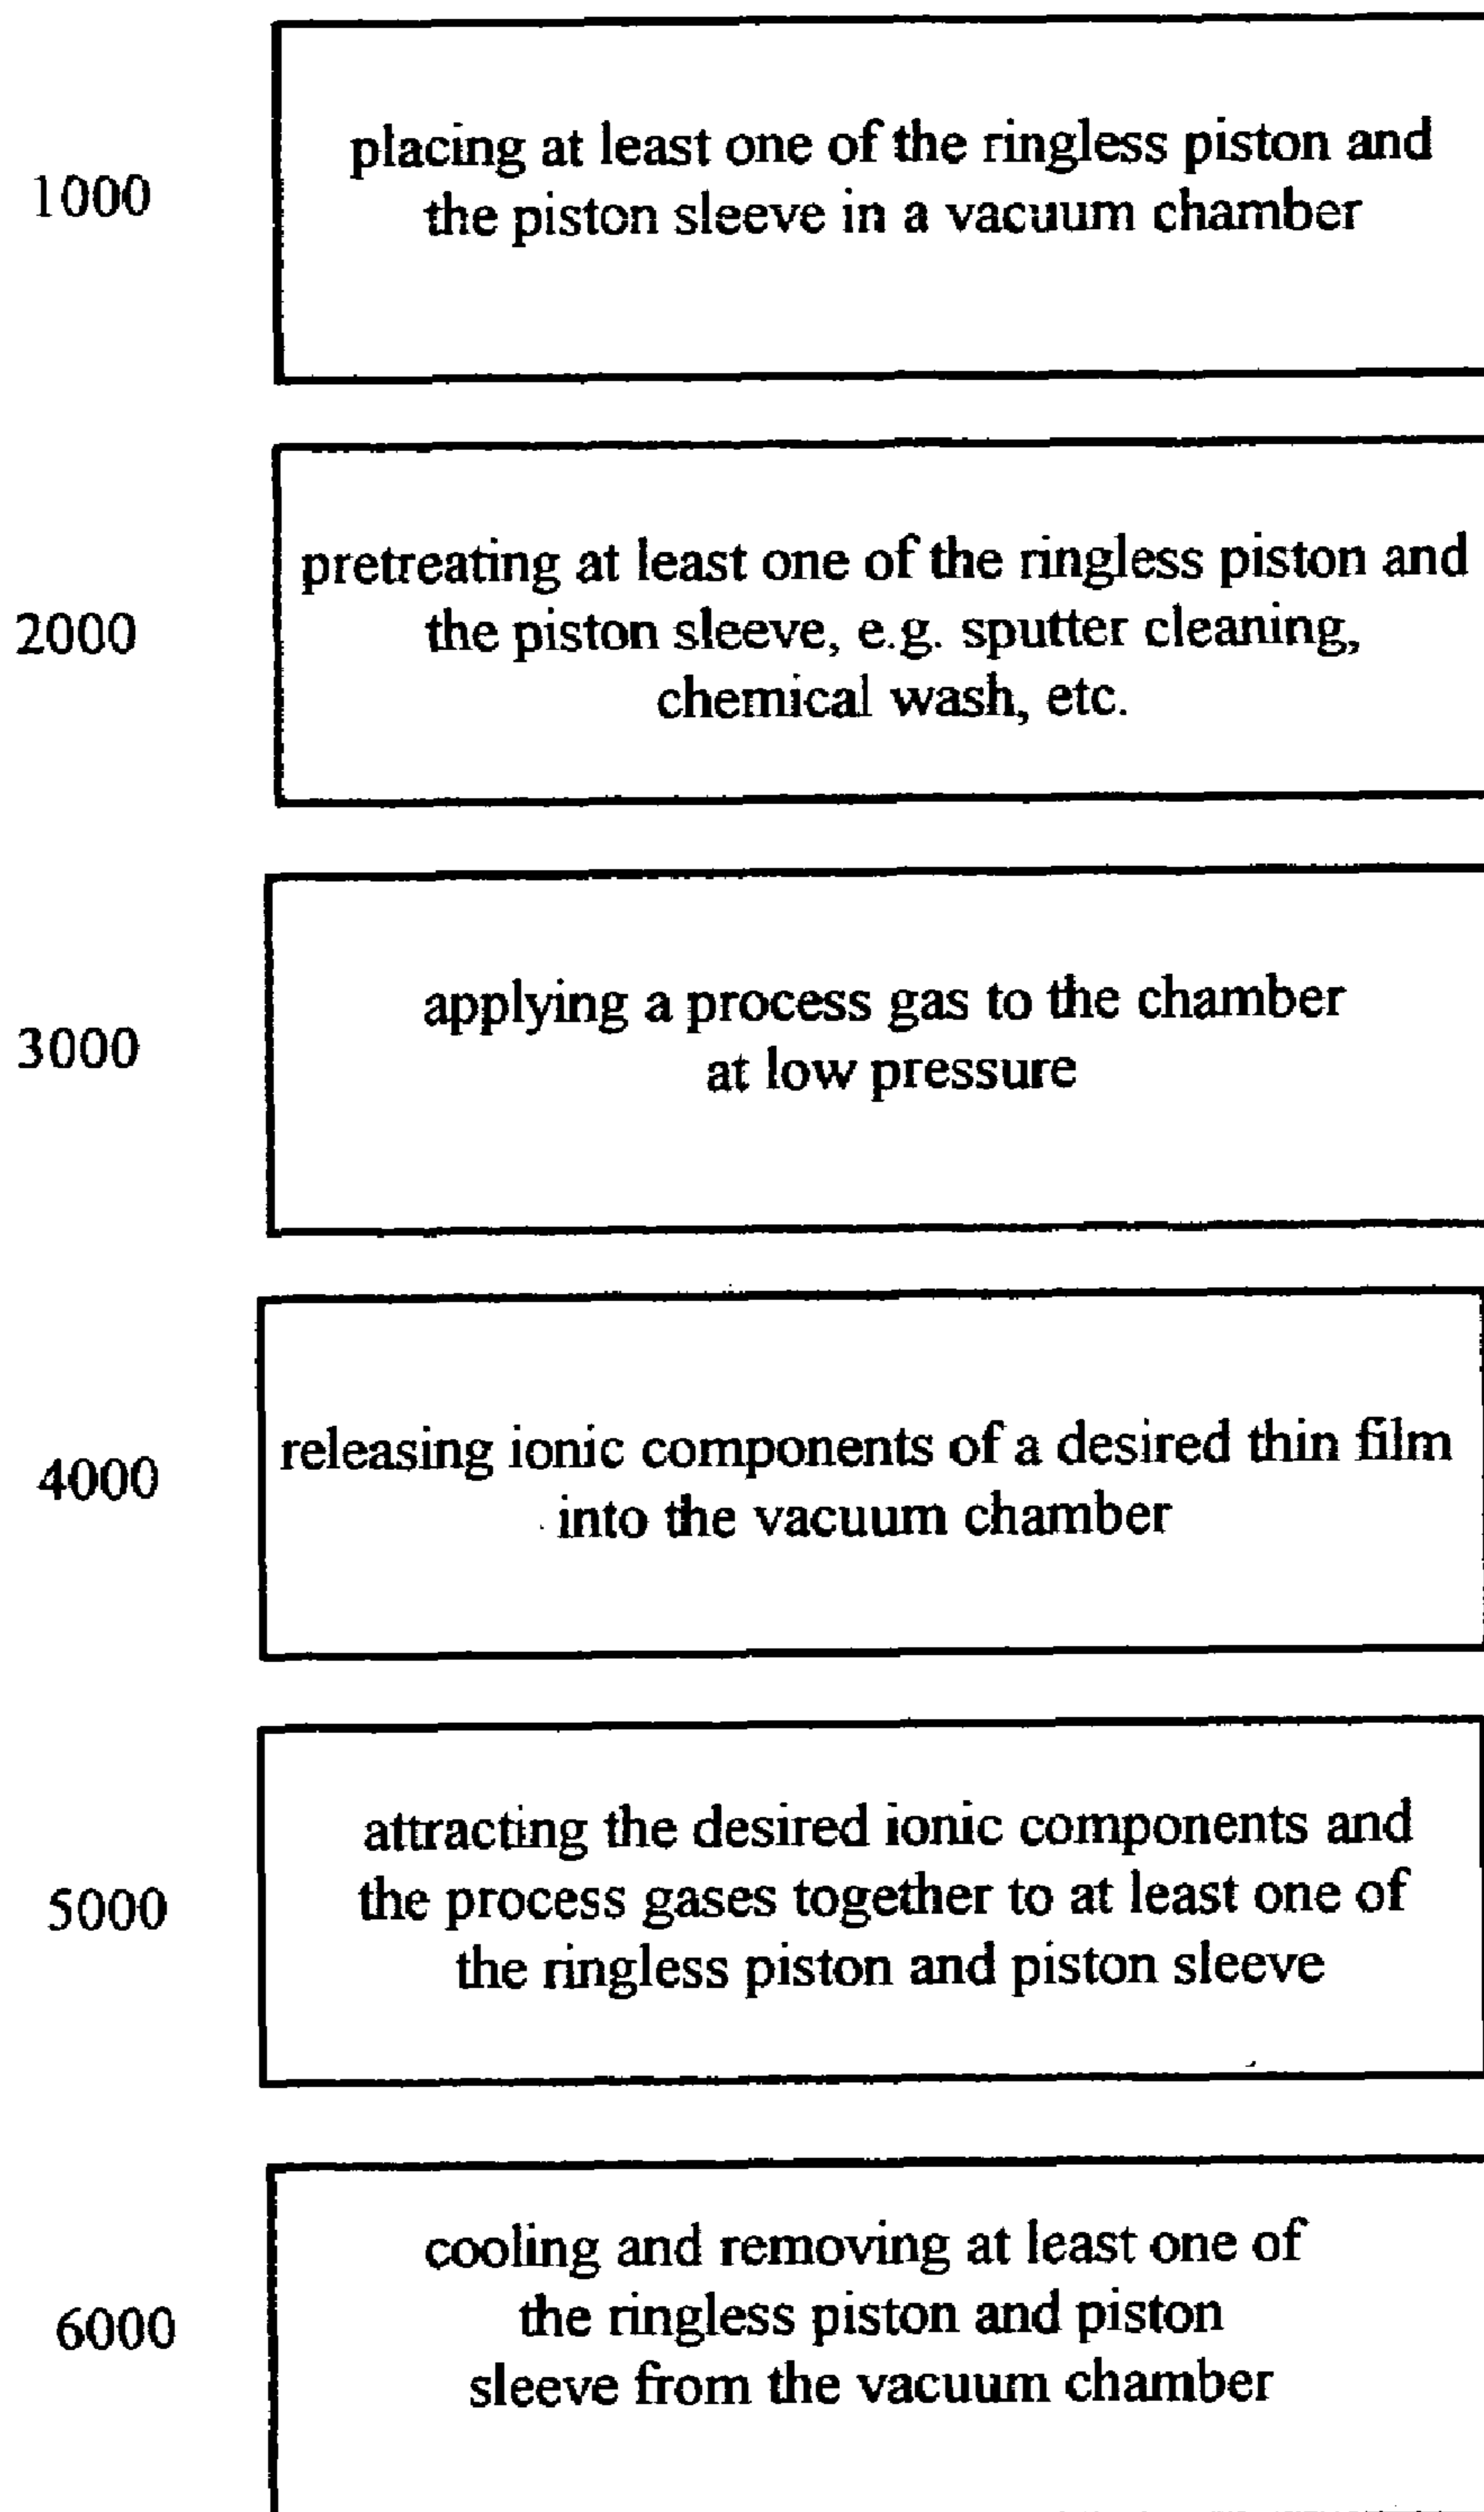 1000
placing at least one of the ringless piston and
the piston sleeve in a vacuum chamber
2000
pretreating at least one of the ringless piston and
the piston sleeve, e.g. sputter cleaning,
chemical wash, etc.
3000
applying a process gas to the chamber
at low pressure
4000
releasing ionic components of a desired thin film
into the vacuum chamber
5000
attracting the desired ionic components and
the process gases together to at least one of
the ringless piston and piston sleeve
6000
cooling and removing at least one of
the ringless piston and piston
sleeve from the vacuum chamber